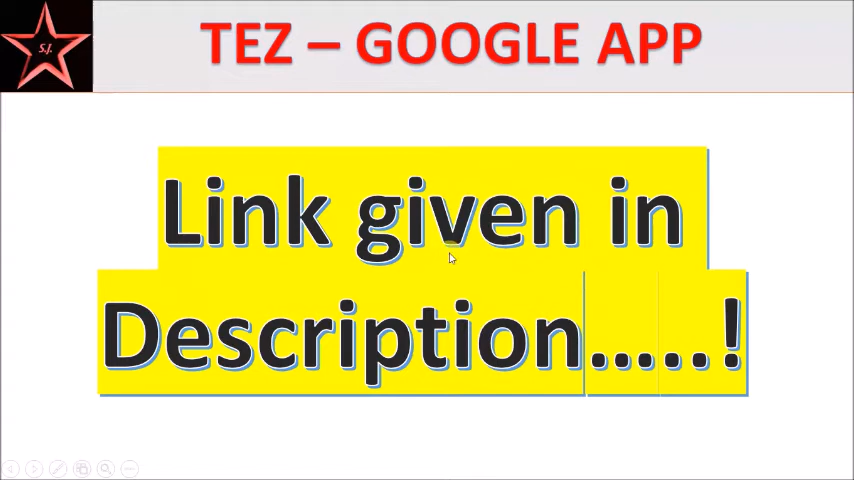 S.J.
TEZ – GOOGLE APP
Link given in
Description…..!